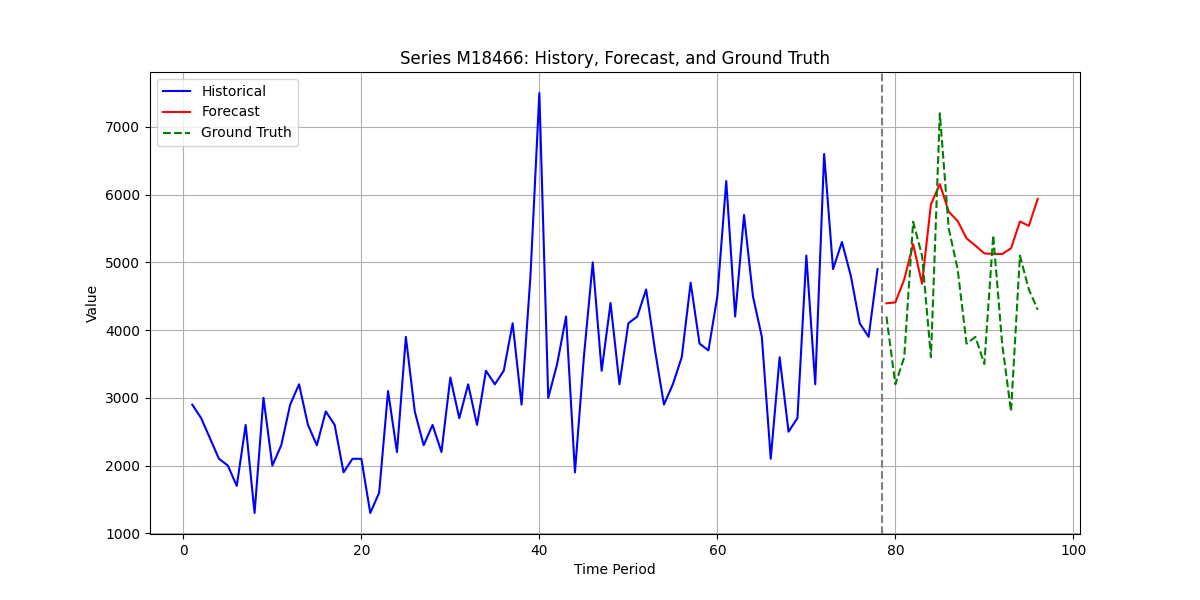 Series M18466: History, Forecast, and Ground Truth
Historical
Forecast
Ground Truth
7000
6000
5000
4000
3000
2000
1000
Value
0 20 40 60 80 100
Time Period